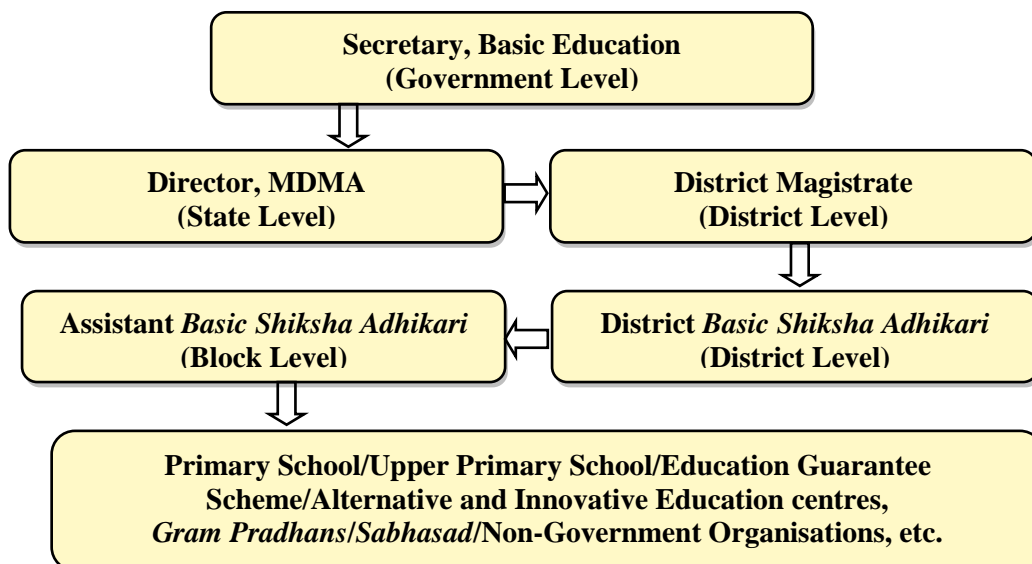 Secretary, Basic Education
(Government Level)
Director, MDMA
(State Level)
District Magistrate
(District Level)
District Basic Shiksha Adhikari
(District Level)
Assistant Basic Shiksha Adhikari
(Block Level)
Primary School/Upper Primary School/Education Guarantee
Scheme/Alternative and Innovative Education centres,
Gram Pradhans/Sabhasad/Non-Government Organisations, etc.